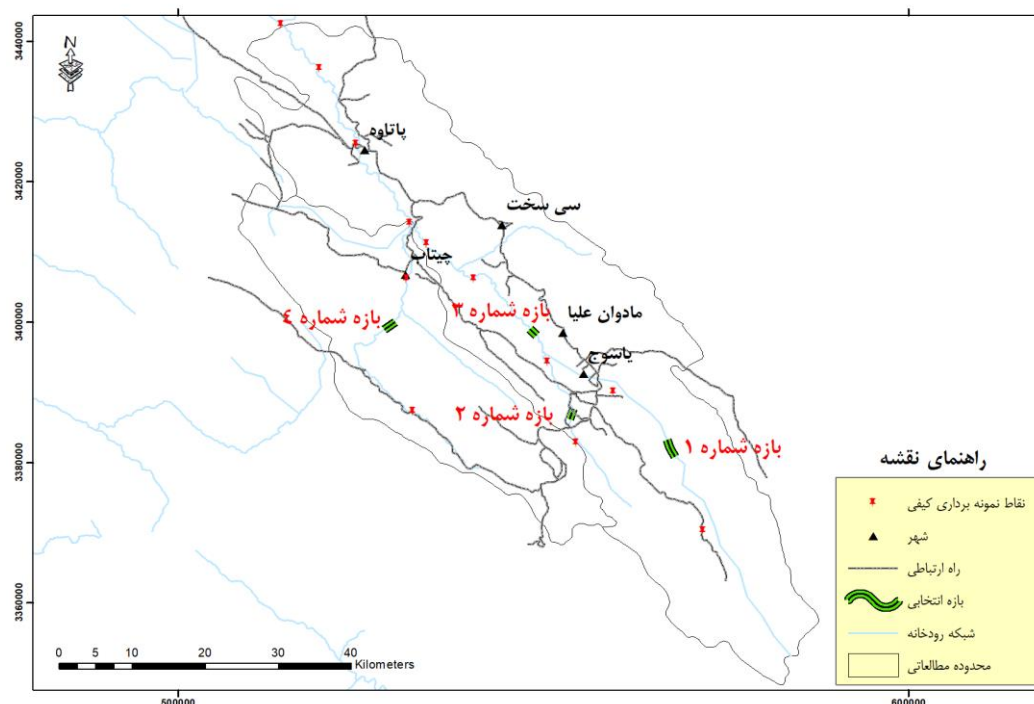 3440000
3420000
3400000
3380000
3360000
500000
600000
N
پاتاوه
سی سخت
چیتاب
مادوان علیا
یاسوج
بازه شماره ۳
بازه شماره ٤
بازه شماره ۲
بازه شماره ۱
راهنمای نقشه
نقاط نمونه برداری کیفی
شهر
راه ارتباطی
بازه انتخابی
شبکه رودخانه
محدوده مطالعاتی
0 5 10 20 30 40
Kilometers